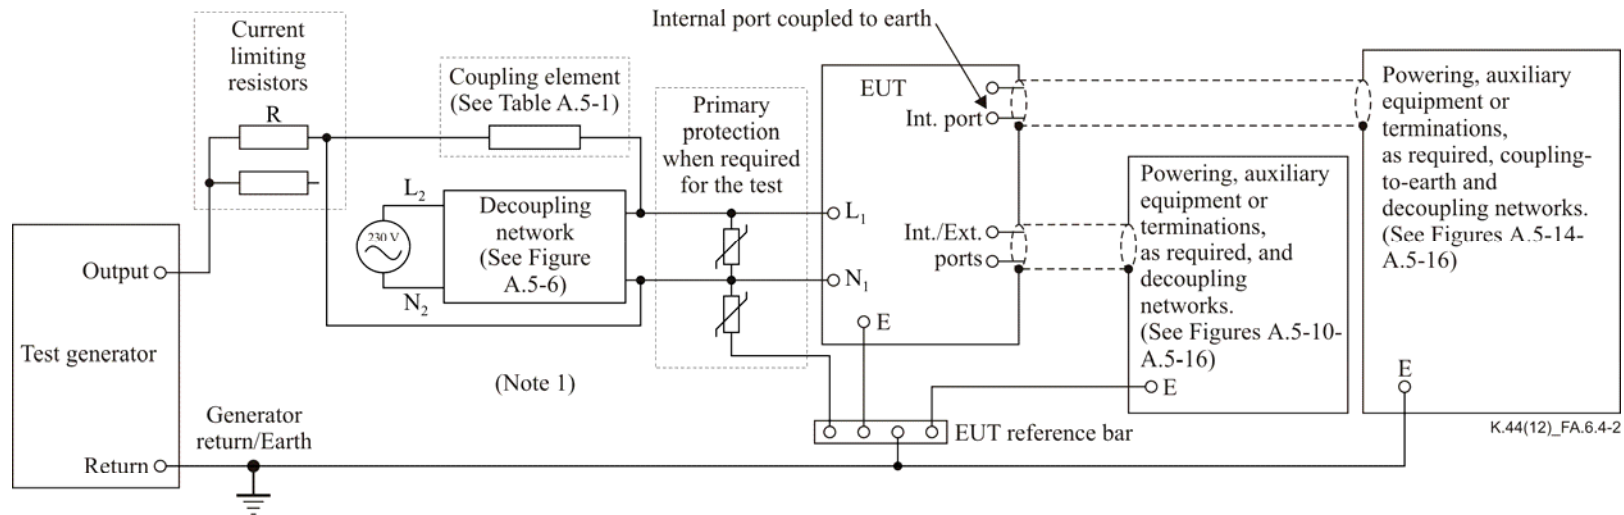 Internal port coupled to earth
Current
limiting
resistors
R
Coupling element
(See Table A.5-1)
Primary
protection
when required
for the test
EUT
Int. port
Powering, auxiliary
equipment or
terminations,
as required, coupling-
to-earth and
decoupling networks.
(See Figures A.5-14-
A.5-16)
E
Powering, auxiliary
equipment or
terminations,
as required, and
decoupling
networks.
(See Figures A.5-10-
A.5-16)
E
L2
230 V
N2
Decoupling
network
(See Figure
A.5-6)
L1
N1
Int./Ext.
ports
E
Output
Test generator
Return
(Note 1)
Generator
return/Earth
EUT reference bar
K.44(12)_FA.6.4-2